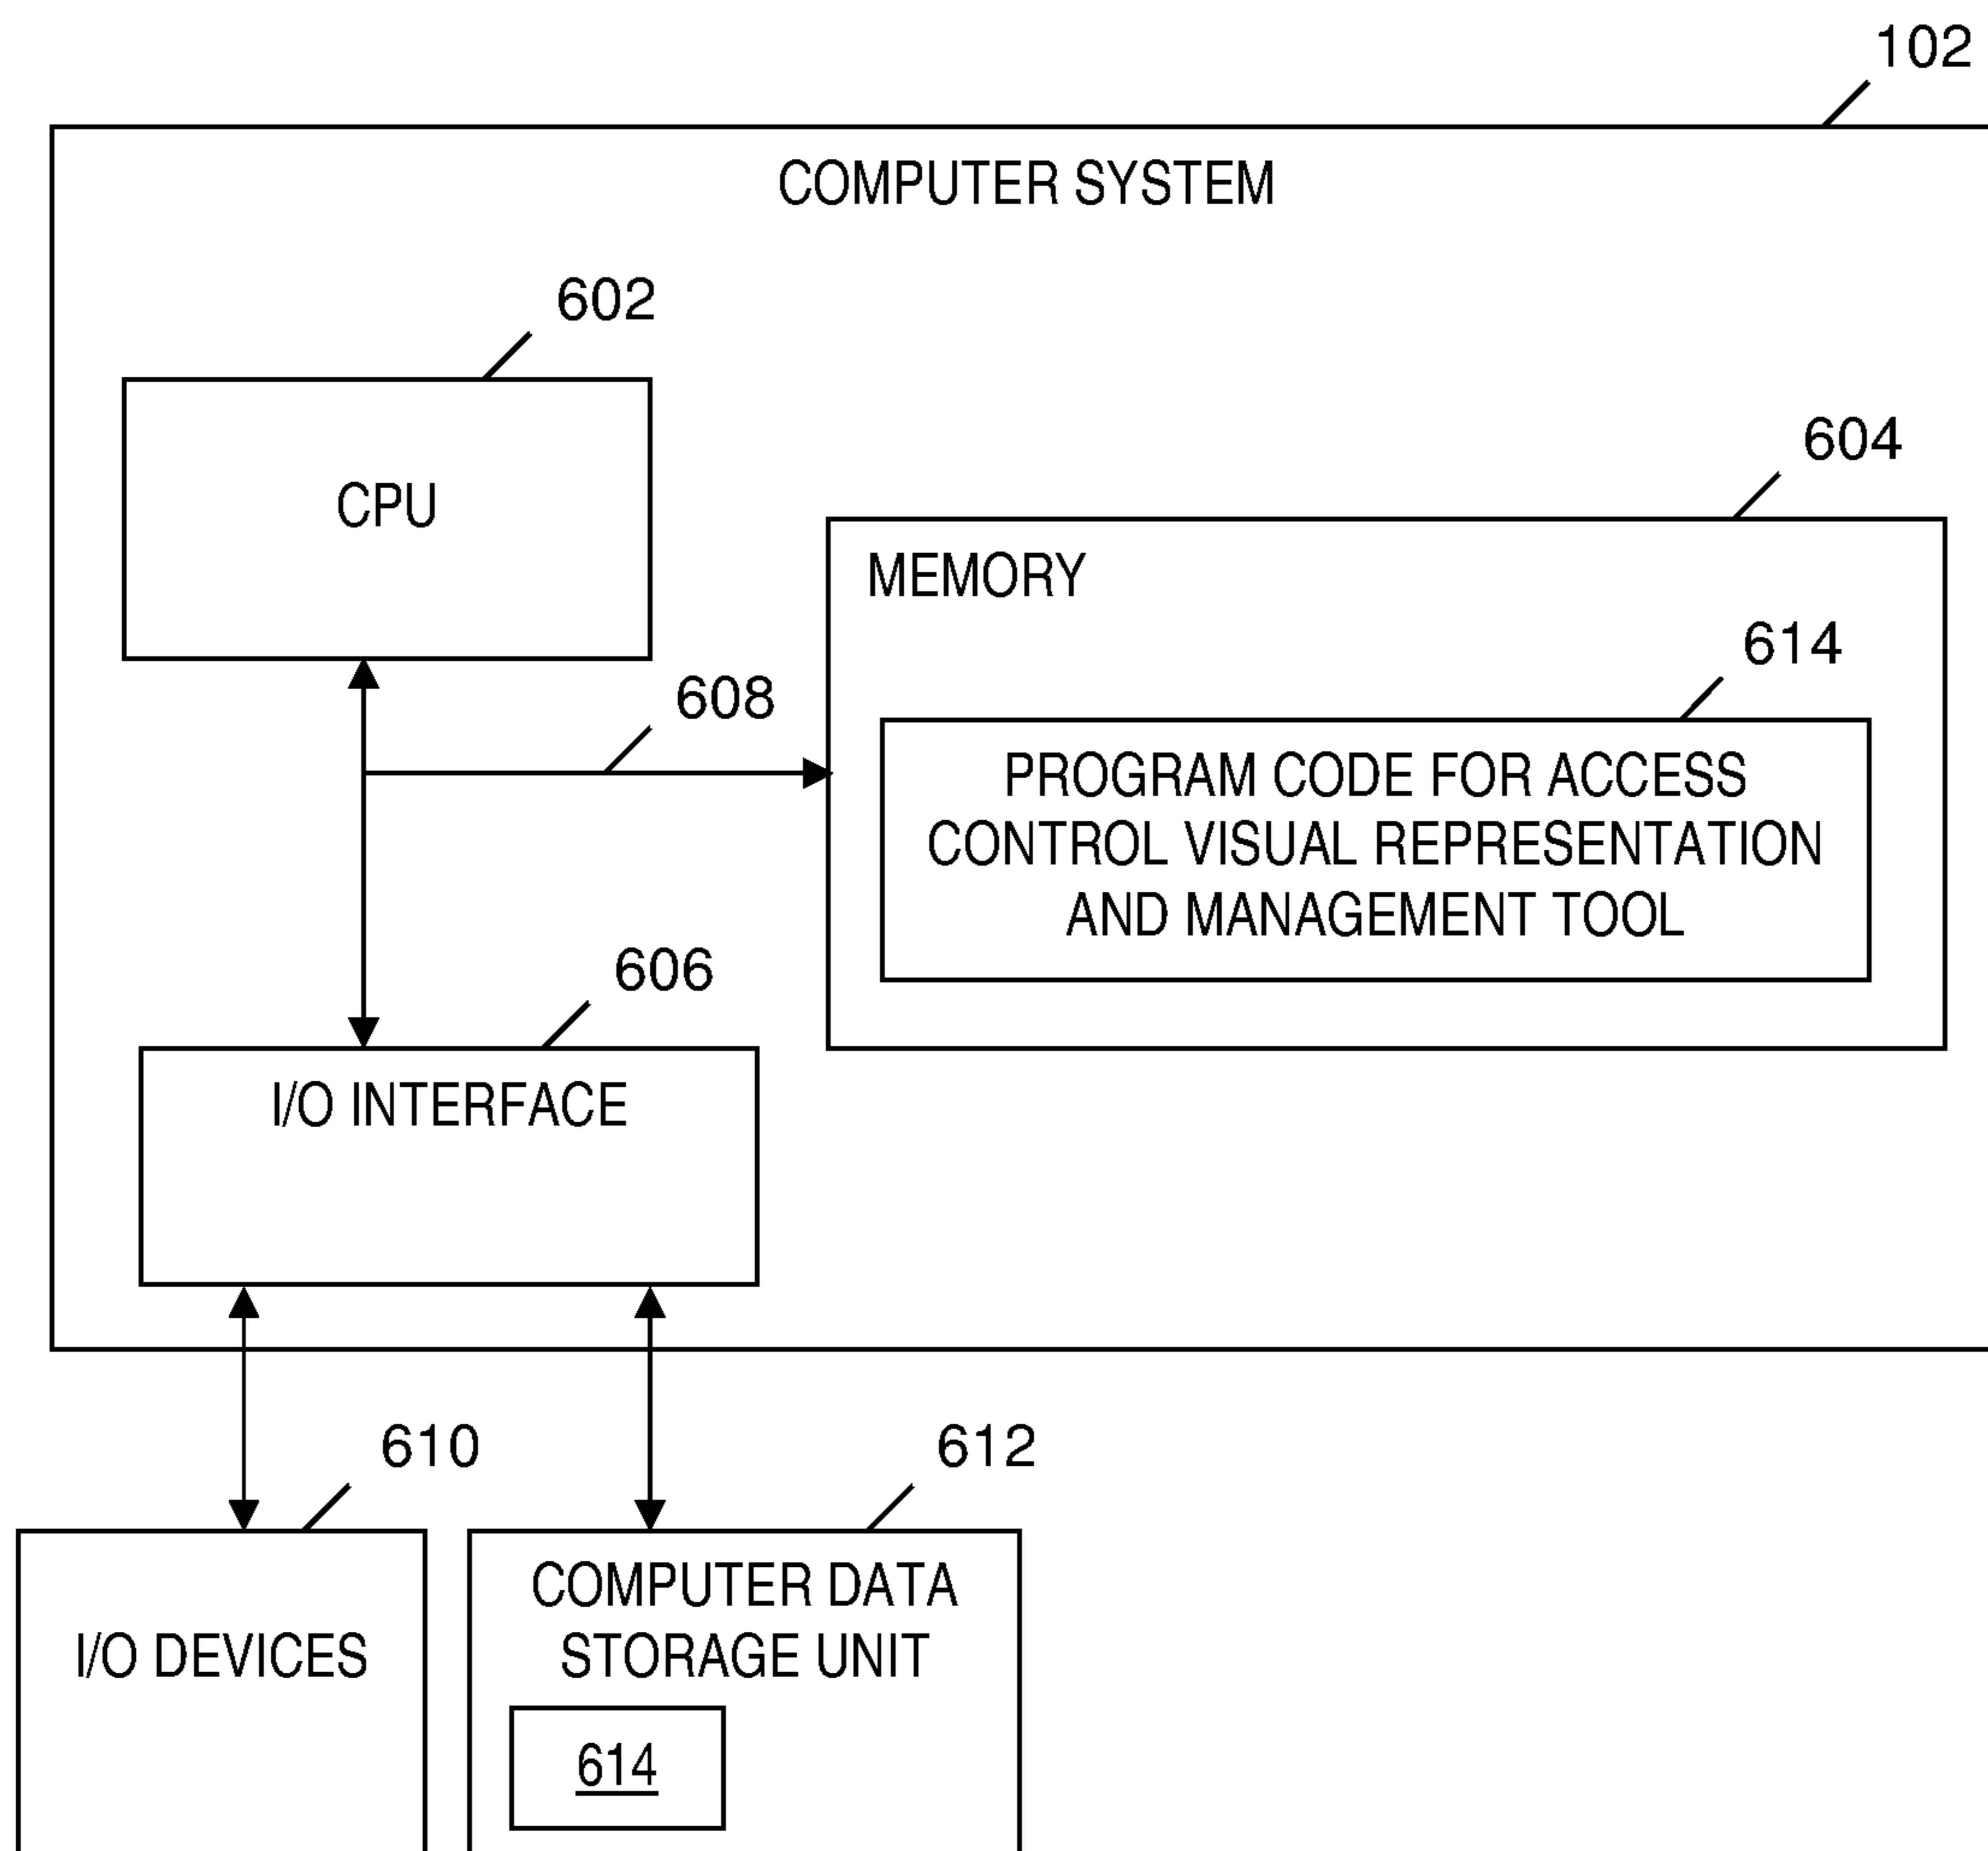 102
COMPUTER SYSTEM
602
CPU
604
MEMORY
614
PROGRAM CODE FOR ACCESS
CONTROL VISUAL REPRESENTATION
AND MANAGEMENT TOOL
608
606
I/O INTERFACE
610
612
I/O DEVICES
COMPUTER DATA
STORAGE UNIT
614